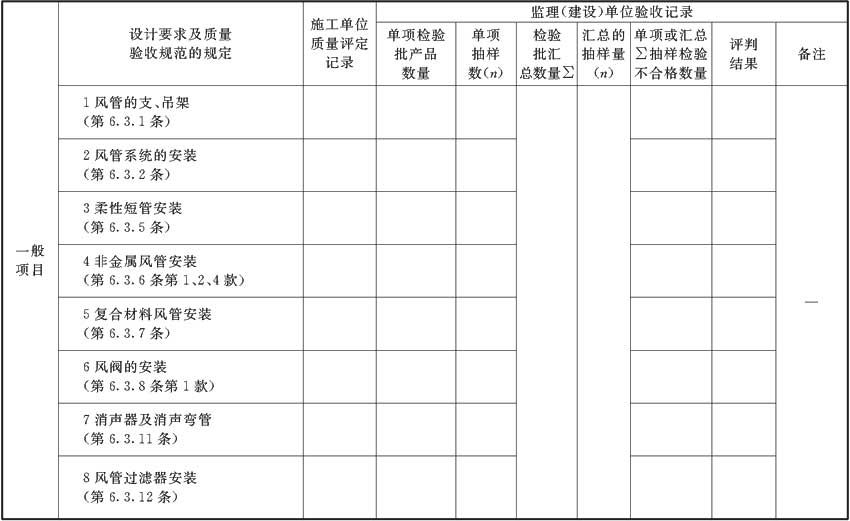 设计要求及质量
验收规范的规定
施工单位
质量评定
记录
监理(建设)单位验收记录
单项检验
批产品
数量
单项
抽样
数(n)
检验
批汇
总数量∑
汇总的
抽样量
(n)
单项或汇总
∑抽样检验
不合格数量
评判
结果
备注
一般
项目
1 风管的支、吊架
(第 6.3.1 条)
2 风管系统的安装
(第 6.3.2 条)
3 柔性短管安装
(第 6.3.5 条)
4 非金属风管安装
(第 6.3.6 条第 1、2、4 款)
5 复合材料风管安装
(第 6.3.7 条)
6 风阀的安装
(第 6.3.8 条第 1 款)
7 消声器及消声弯管
(第 6.3.11 条)
8 风管过滤器安装
(第 6.3.12 条)
—